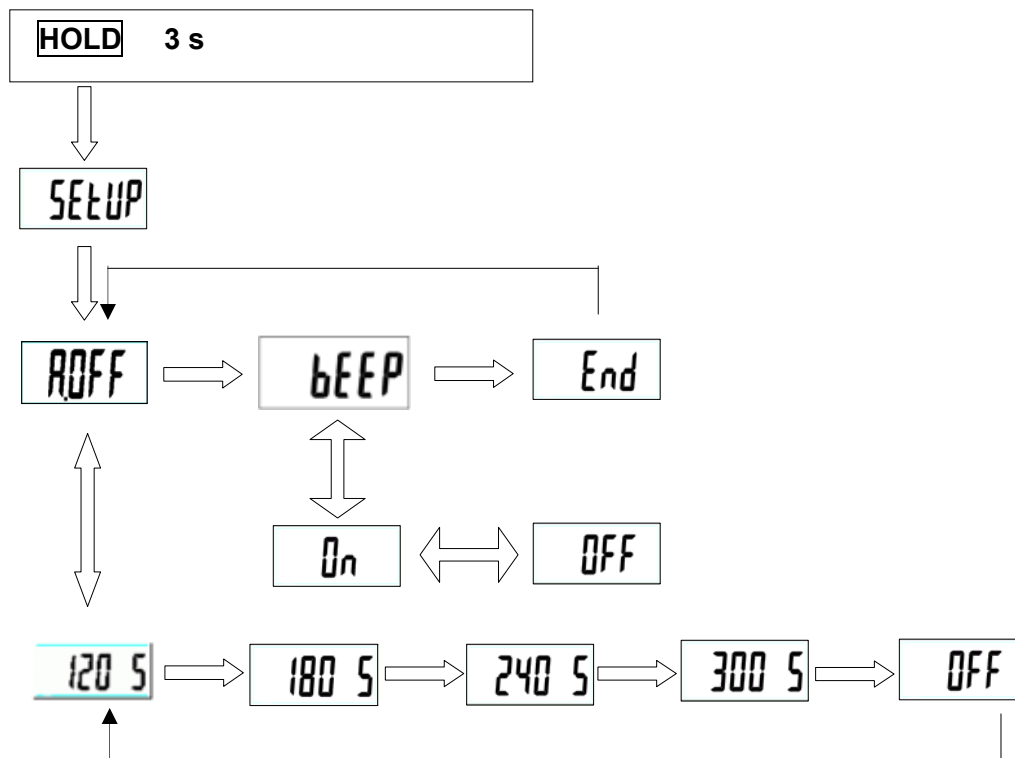 HOLD 3 s
SEtUP
A.OFF bEEP End
On OFF
120 S 180 S 240 S 300 S OFF